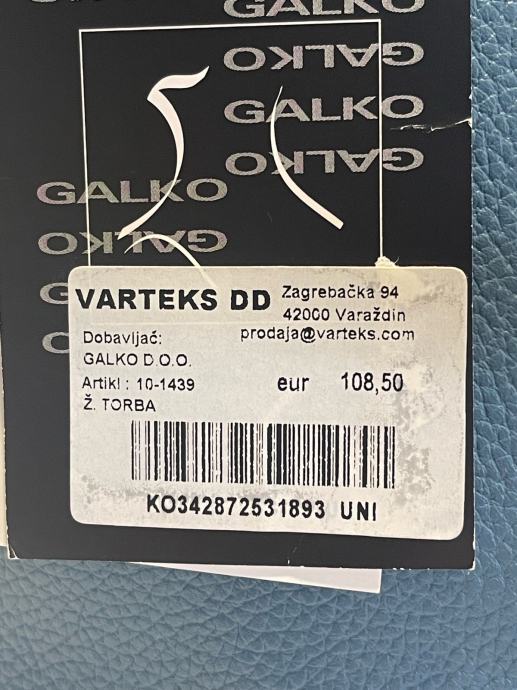 GALKO
GALKO
GALKO
GALKO
GALKO
GALKO
VARTEKS DD
Zagrebačka 94
42000 Varaždin
prodaja@varteks.com
Dobavljač:
GALKO D.O.O.
Artikl : 10-1439
eur 108,50
Ž. TORBA
KO342872531893 UNI